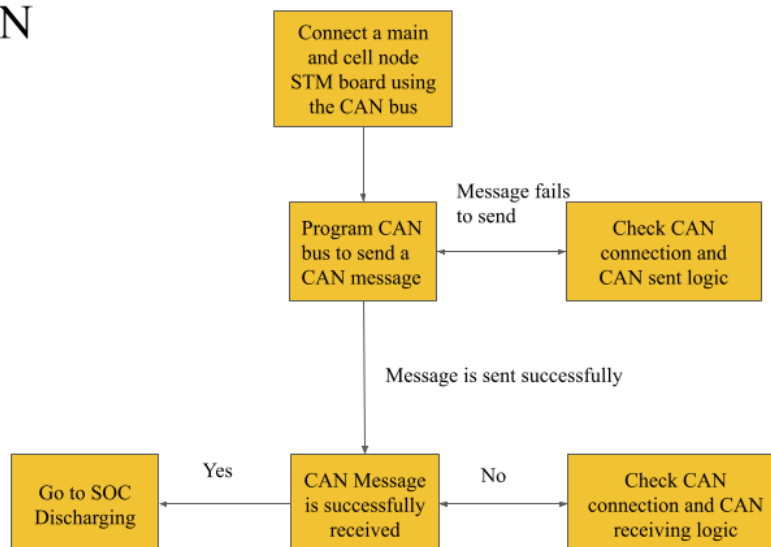 N
Connect a main
and cell node
STM board using
the CAN bus
Message fails
to send
Program CAN
bus to send a
CAN message
Check CAN
connection and
CAN sent logic
Message is sent successfully
Go to SOC
Discharging
Yes
CAN Message
is successfully
received
No
Check CAN
connection and CAN
receiving logic